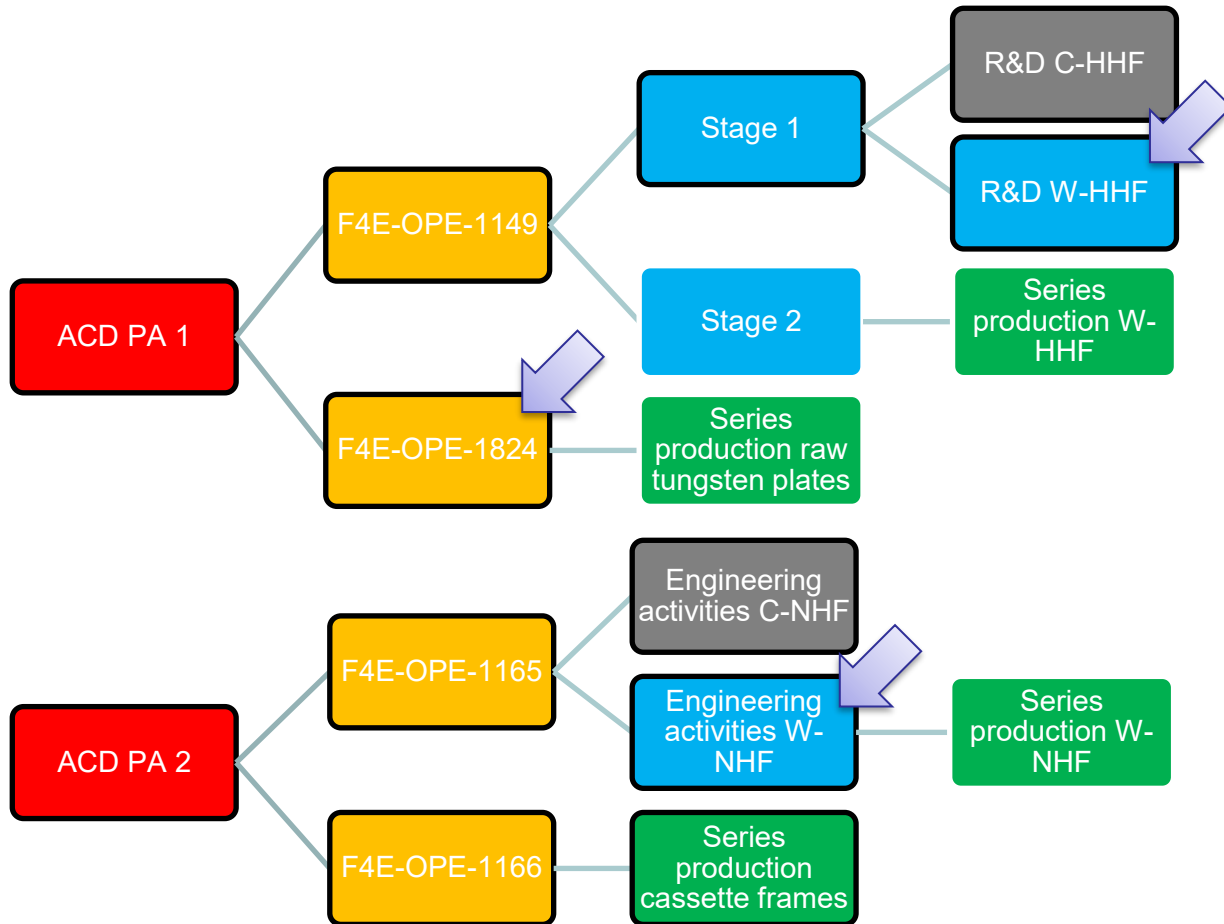 R&D C-HHF
Stage 1
R&D W-HHF
F4E-OPE-1149
Stage 2
Series
production W-
HHF
ACD PA 1
F4E-OPE-1824
Series
production raw
tungsten plates
Engineering
activities C-NHF
F4E-OPE-1165
Engineering
activities W-
NHF
Series
production W-
NHF
ACD PA 2
F4E-OPE-1166
Series
production
cassette frames